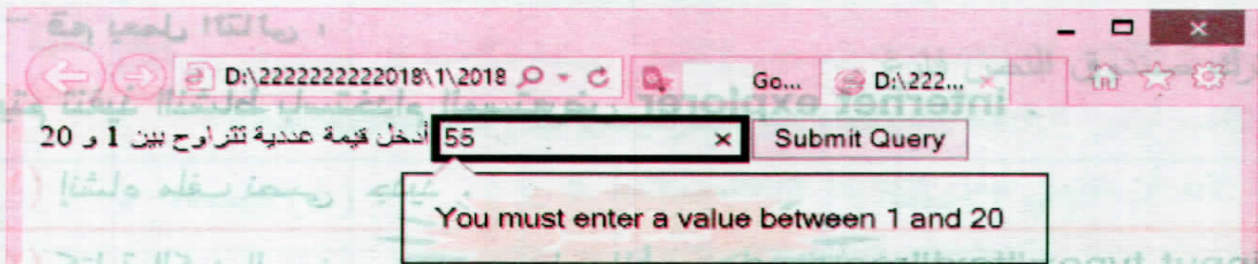 D:\2222222222018\1\2018
Go...
D:\222...
أدخل قيمة عددية تتراوح بين 1 و 20
55
Submit Query
You must enter a value between 1 and 20